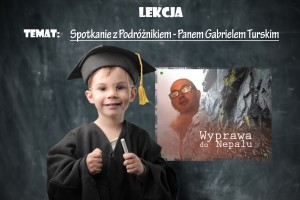 LEKCJA
TEMAT: Spotkanie z Podróżnikiem - Panem Gabrielem Turskim
Wyprawa
do Nepalu